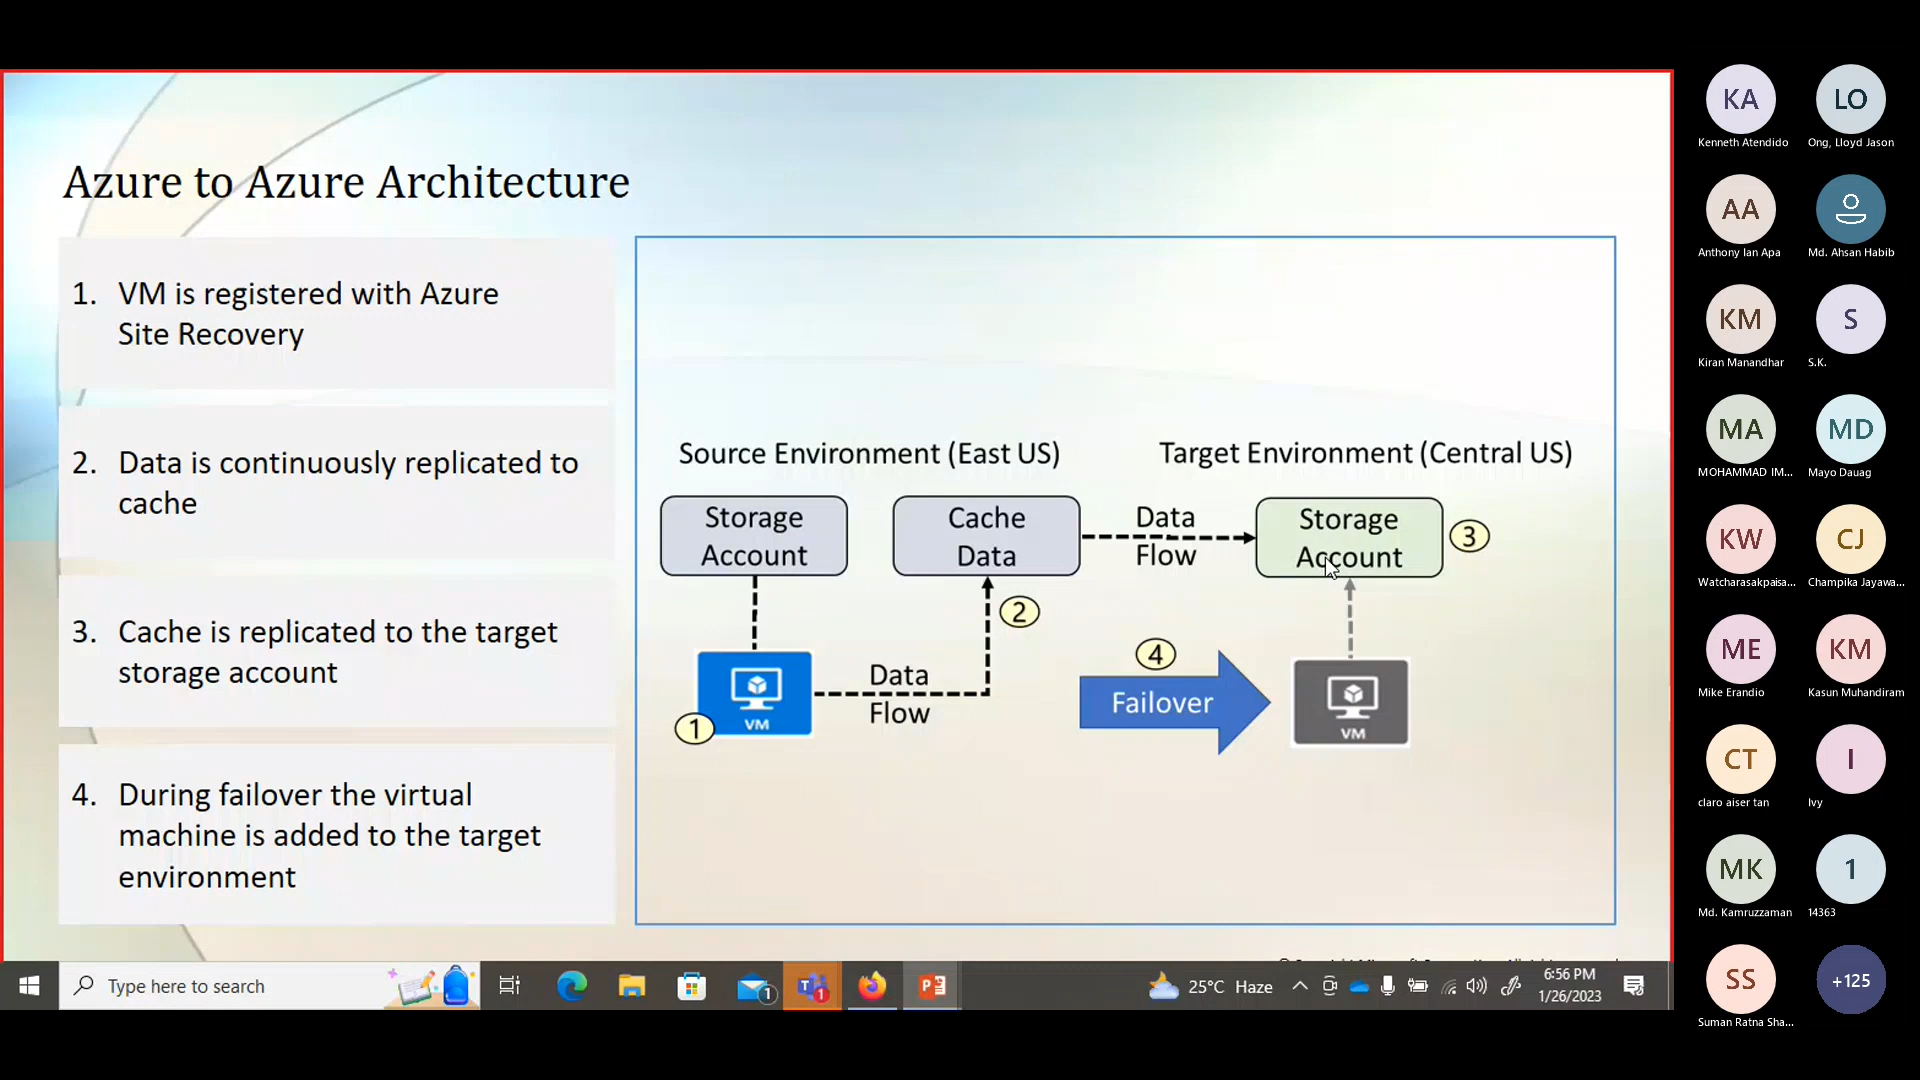 Azure to Azure Architecture
1. VM is registered with Azure
Site Recovery
2. Data is continuously replicated to
cache
3. Cache is replicated to the target
storage account
4. During failover the virtual
machine is added to the target
environment
Source Environment (East US)
Target Environment (Central US)
Storage
Account
Cache
Data
Data
Flow
Storage
Account
3
2
1
VM
Data
Flow
4
Failover
VM
Type here to search
1
1
25°C Haze
6:56 PM
1/26/2023
KA
Kenneth Atendido
LO
Ong, Lloyd Jason
AA
Anthony Ian Apa
Md. Ahsan Habib
KM
Kiran Manandhar
S
S.K.
MA
MOHAMMAD IM...
MD
Mayo Dauag
KW
Watcharasakpaisa...
CJ
Champika Jayawa...
ME
Mike Erandio
KM
Kasun Muhandiram
CT
claro aiser tan
I
Ivy
MK
Md. Kamruzzaman
1
14363
SS
Suman Ratna Sha...
+125